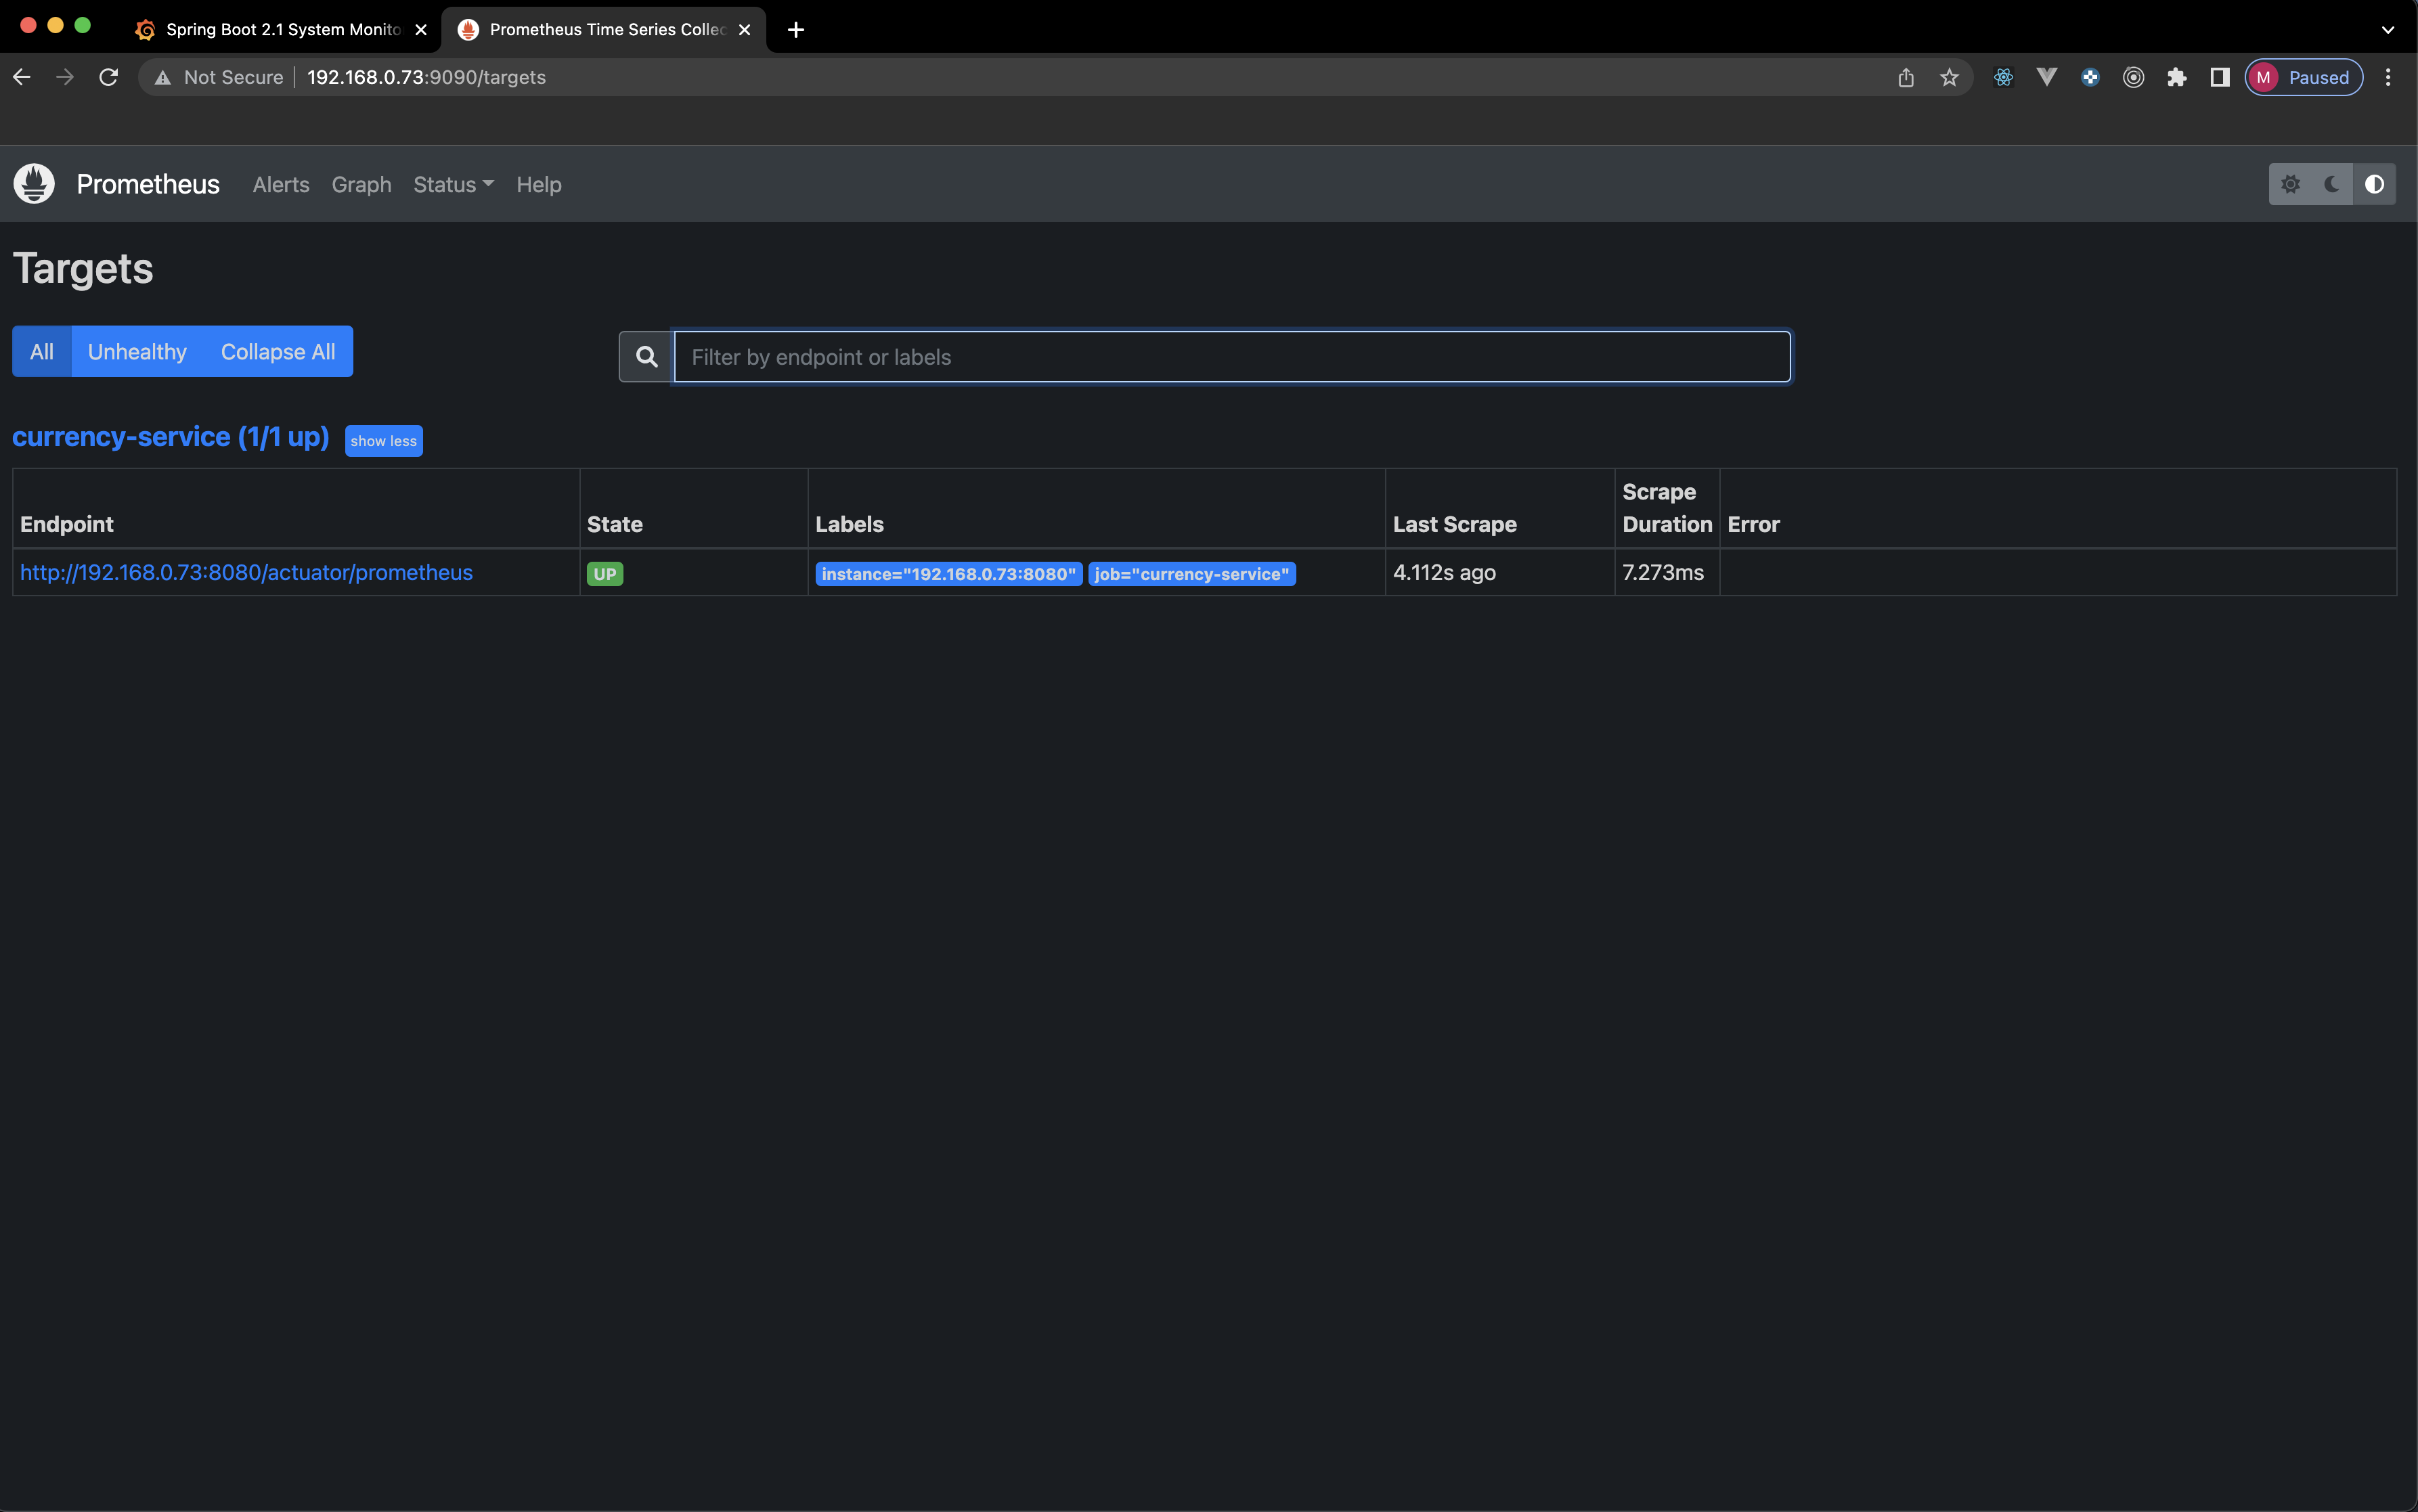 Spring Boot 2.1 System Monito
Prometheus Time Series Collec
Not Secure 192.168.0.73:9090/targets
M Paused
Prometheus Alerts Graph Status Help
Targets
All Unhealthy Collapse All
Filter by endpoint or labels
currency-service (1/1 up) show less
Endpoint State Labels Last Scrape Scrape Duration Error
http://192.168.0.73:8080/actuator/prometheus UP instance="192.168.0.73:8080" job="currency-service" 4.112s ago 7.273ms